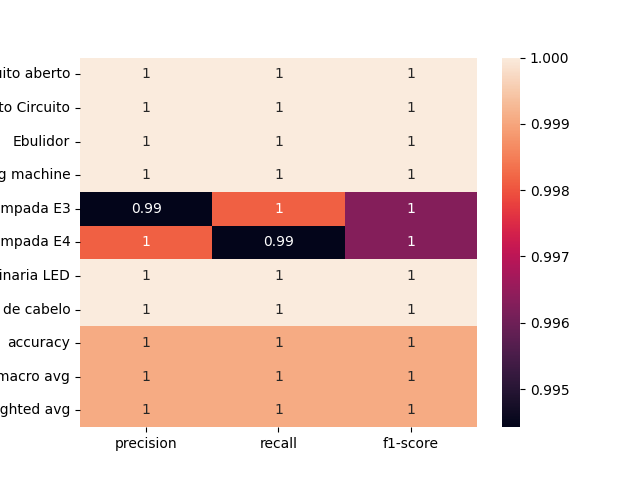 uito aberto 1 1 1
to Circuito 1 1 1
Ebulidor 1 1 1
g machine 1 1 1
mpada E3 0.99 1 1
mpada E4 1 0.99 1
inaria LED 1 1 1
de cabelo 1 1 1
accuracy 1 1 1
macro avg 1 1 1
ghted avg 1 1 1
precision recall f1-score
1.000
0.999
0.998
0.997
0.996
0.995